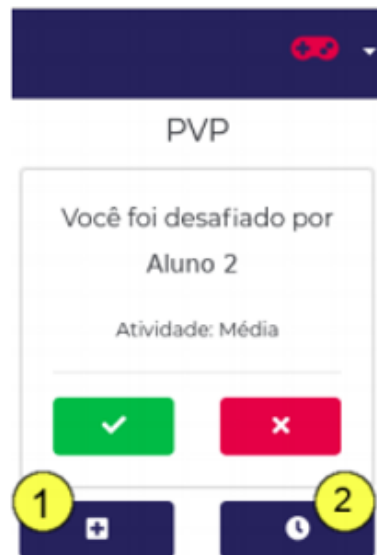 PVP
Você foi desafiado por
Aluno 2
Atividade: Média
1
2